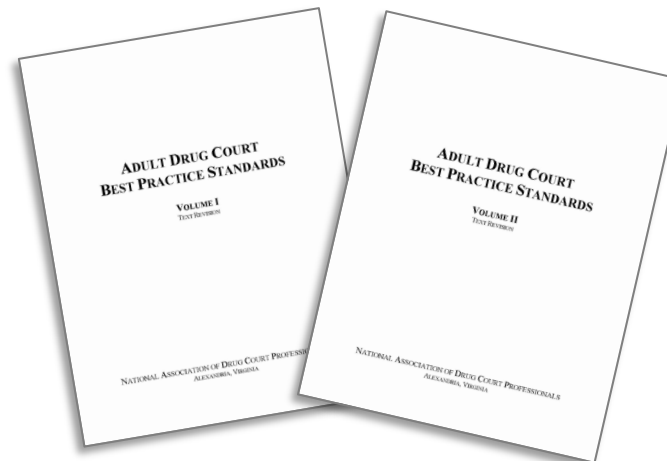 ADULT DRUG COURT
BEST PRACTICE STANDARDS
VOLUME I
TEXT REVISION
NATIONAL ASSOCIATION OF DRUG COURT PROFESSIO
ALEXANDRIA, VIRGINIA
ADULT DRUG COURT
BEST PRACTICE STANDARDS
VOLUME II
TEXT REVISION
NATIONAL ASSOCIATION OF DRUG COURT PROFESSIONALS
ALEXANDRIA, VIRGINIA